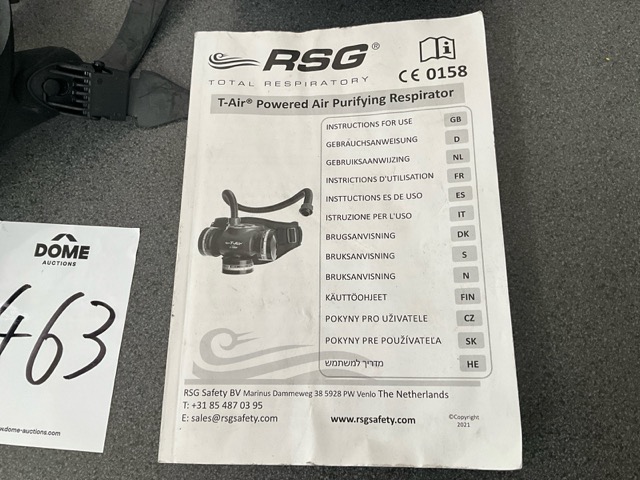 RSG®
TOTAL RESPIRATORY
CE 0158
T-Air® Powered Air Purifying Respirator
INSTRUCTIONS FOR USE GB
GEBRAUCHSANWEISUNG D
GEBRUIKSAANWIJZING NL
INSTRICTIONS D'UTILISATION FR
INSTTUCTIONS ES DE USO ES
ISTRUZIONE PER L'USO IT
BRUGSANVISNING DK
BRUKSANVISNING S
BRUKSANVISNING N
KÄUTTÖOHJEET FIN
POKYNY PRO UŽIVATELE CZ
POKYNY PRE POUŽÍVATEĽA SK
מדריך למשתמש HE
T-Air
RSG Safety BV Marinus Dammeweg 38 5928 PW Venlo The Netherlands
T: +31 85 487 03 95
E: sales@rsgsafety.com www.rsgsafety.com
©Copyright
2021
DOME
AUCTIONS
463
www.dome-auctions.com